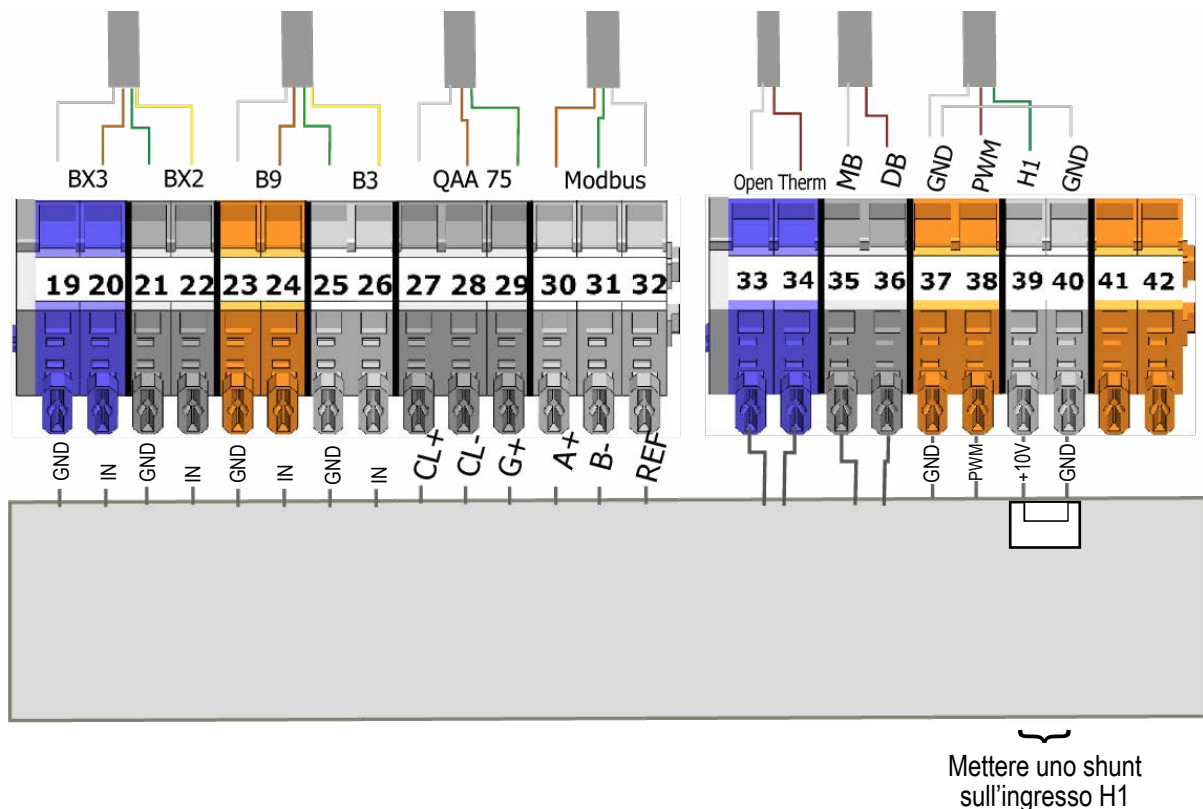 BX3 BX2 B9 B3 QAA 75 Modbus Open Therm MB DB GND PWM H1 GND
19 20 21 22 23 24 25 26 27 28 29 30 31 32 33 34 35 36 37 38 39 40 41 42
GND IN GND IN GND IN GND IN CL+ CL- G+ A+ B- REF GND PWM +10V GND
Mettere uno shunt
sull'ingresso H1